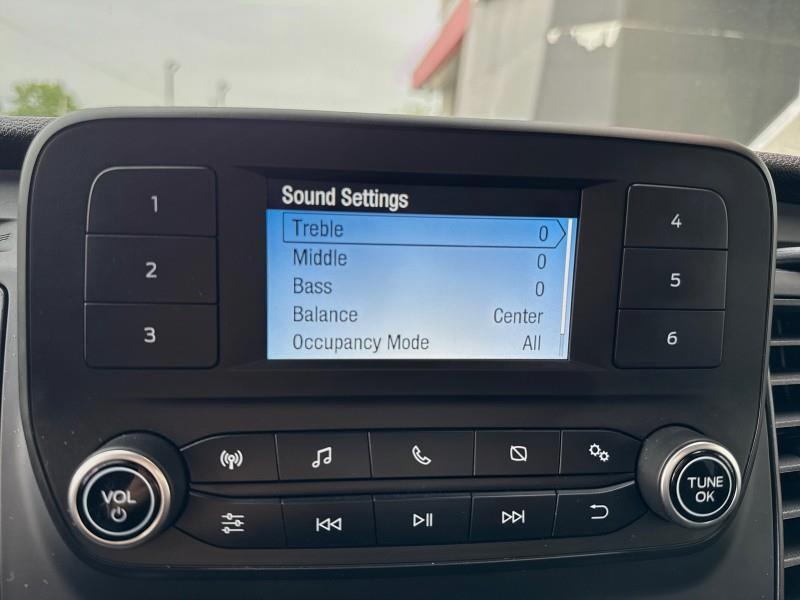 Sound Settings
Treble 0
Middle 0
Bass 0
Balance Center
Occupancy Mode All
1
2
3
4
5
6
VOL
TUNE
OK